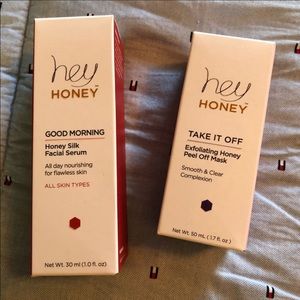 hey
HONEY
GOOD MORNING
Honey Silk
Facial Serum
All day nourishing
for flawless skin
ALL SKIN TYPES
Net Wt. 30 ml (1.0 fl. oz)
hey
HONEY
TAKE IT OFF
Exfoliating Honey
Peel Off Mask
Smooth & Clear
Complexion
Net Wt. 50 mL (1.7 fl. oz)